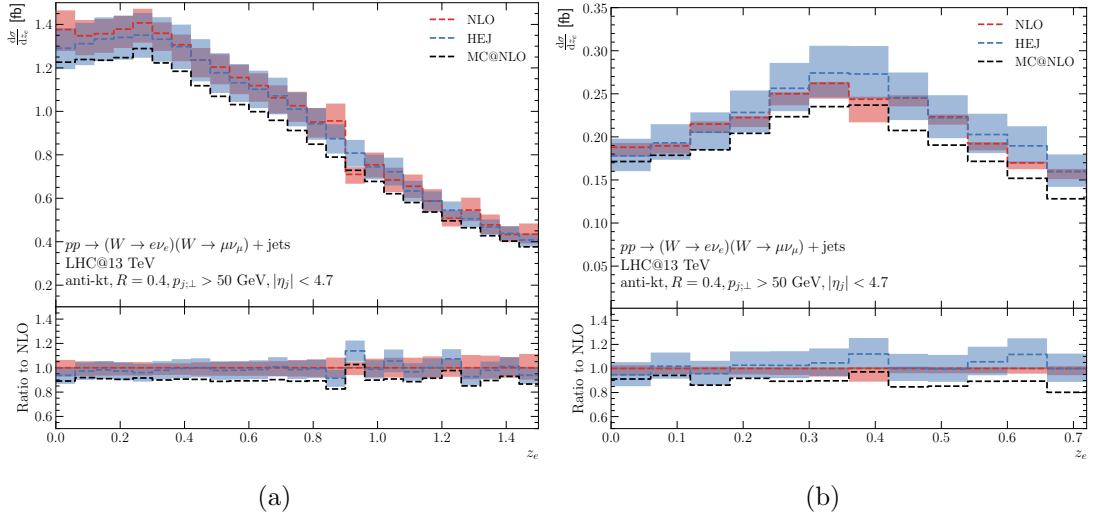 dσ/dz_e [fb]
1.4
1.2
1.0
0.8
0.6
0.4
0.2
NLO
HEJ
MC@NLO
pp → (W → eν_e)(W → μν_μ) + jets
LHC@13 TeV
anti-kt, R = 0.4, p_{j;⊥} > 50 GeV, |η_j| < 4.7
Ratio to NLO
1.4
1.2
1.0
0.8
0.6
0.0 0.2 0.4 0.6 0.8 1.0 1.2 1.4
z_e
(a)
dσ/dz_e [fb]
0.35
0.30
0.25
0.20
0.15
0.10
0.05
NLO
HEJ
MC@NLO
pp → (W → eν_e)(W → μν_μ) + jets
LHC@13 TeV
anti-kt, R = 0.4, p_{j;⊥} > 50 GeV, |η_j| < 4.7
Ratio to NLO
1.4
1.2
1.0
0.8
0.6
0.0 0.1 0.2 0.3 0.4 0.5 0.6 0.7
z_e
(b)